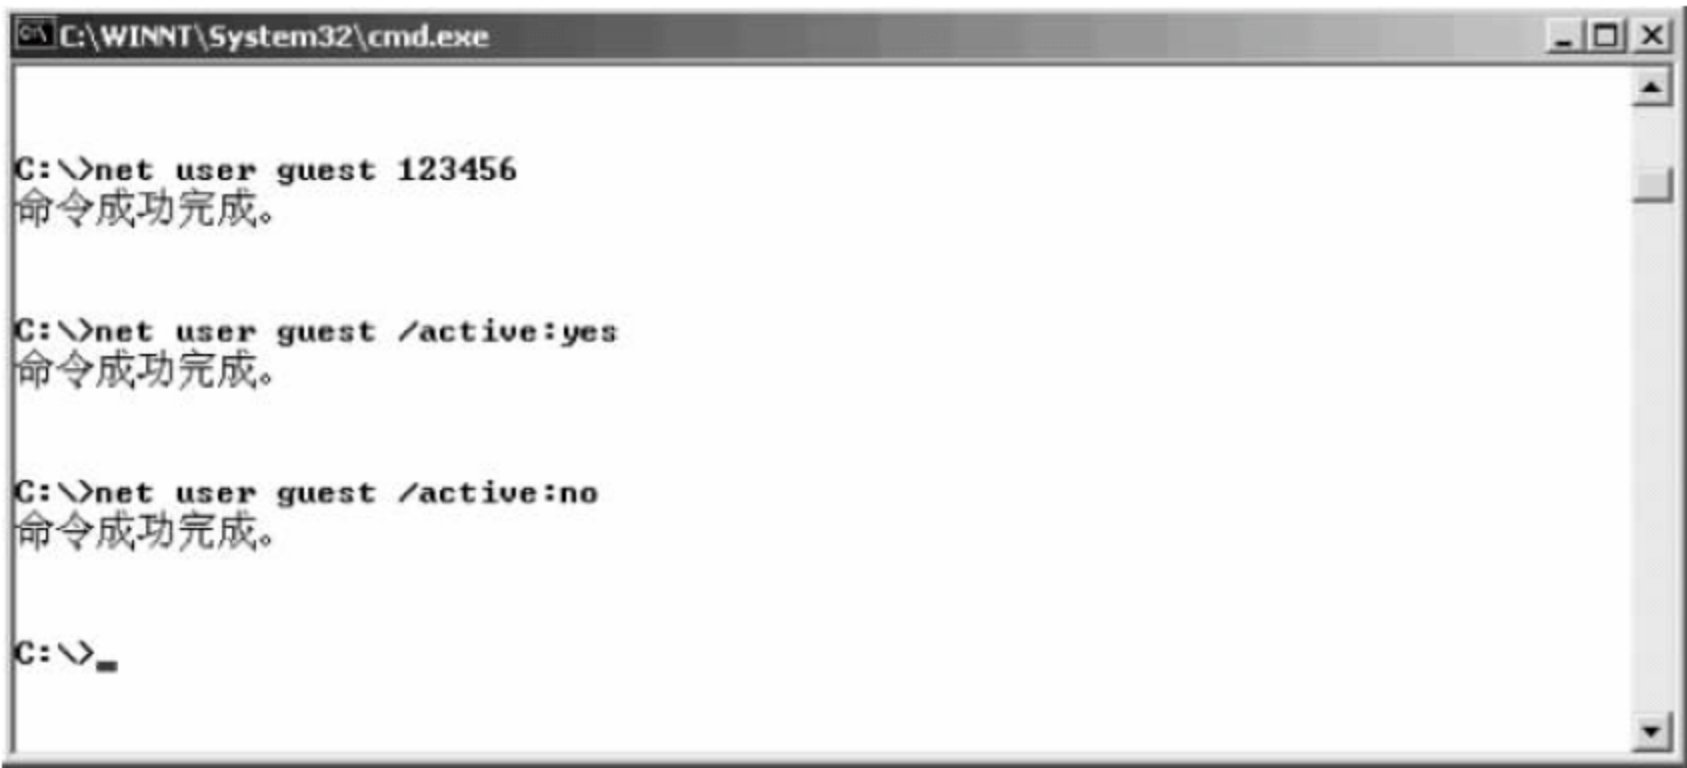 C:\WINNT\System32\cmd.exe
C:\>net user guest 123456
命令成功完成。
C:\>net user guest /active:yes
命令成功完成。
C:\>net user guest /active:no
命令成功完成。
C:\>